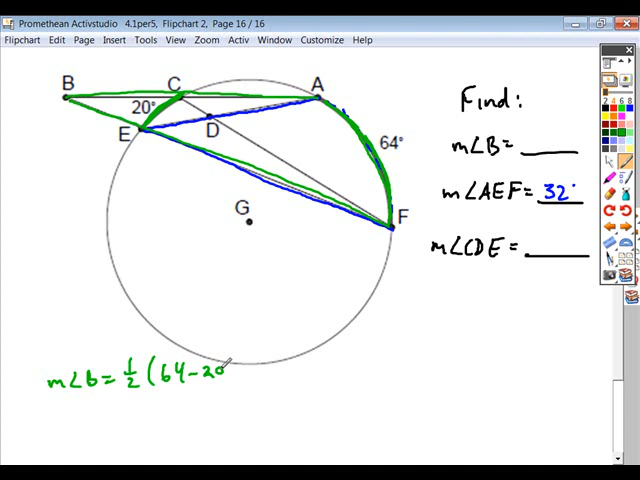 Promethean Activstudio 4.1per5, Flipchart 2, Page 16 / 16
Flipchart Edit Page Insert View Zoom Activ Window Customize Help
B C A
20°
D
E
64°
G
F
Find:
m∠B = ____
m∠AEF = 32°
m∠CDE = ____
m∠B = 1/2 (64 - 20